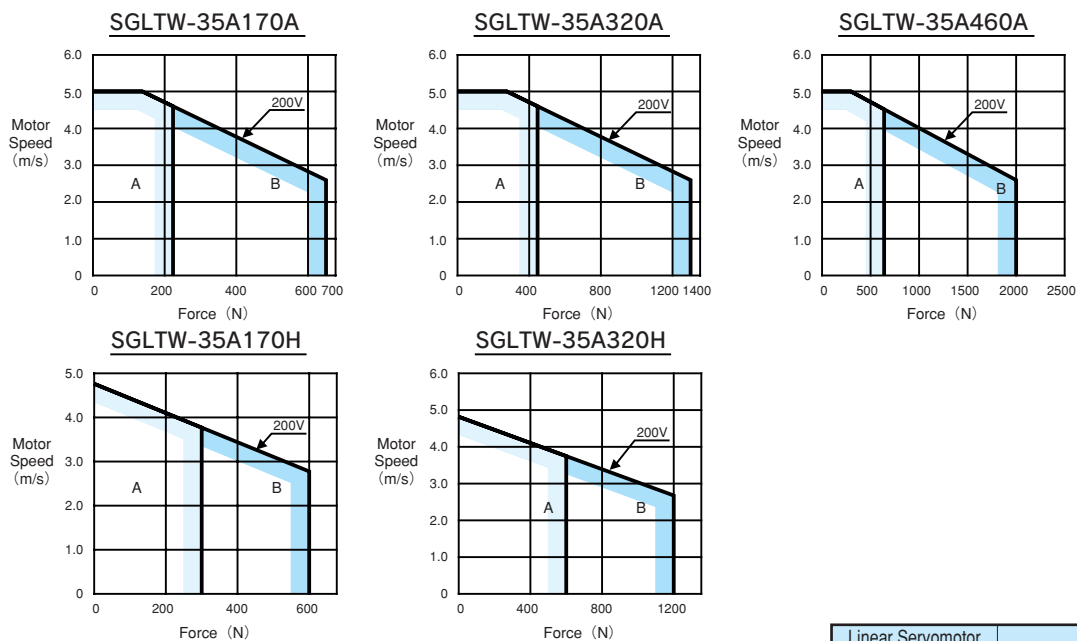 SGLTW-35A170A
6.0
5.0
4.0
3.0
2.0
1.0
0
Motor
Speed
（m/s）
200V
A
B
0 200 400 600 700
Force（N）
SGLTW-35A320A
6.0
5.0
4.0
3.0
2.0
1.0
0
Motor
Speed
（m/s）
200V
A
B
0 400 800 1200 1400
Force（N）
SGLTW-35A460A
6.0
5.0
4.0
3.0
2.0
1.0
0
Motor
Speed
（m/s）
200V
A
B
0 500 1000 1500 2000 2500
Force（N）
SGLTW-35A170H
5.0
4.0
3.0
2.0
1.0
0
Motor
Speed
（m/s）
200V
A
B
0 200 400 600
Force（N）
SGLTW-35A320H
6.0
5.0
4.0
3.0
2.0
1.0
0
Motor
Speed
（m/s）
200V
A
B
0 400 800 1200
Force（N）
Linear Servomotor